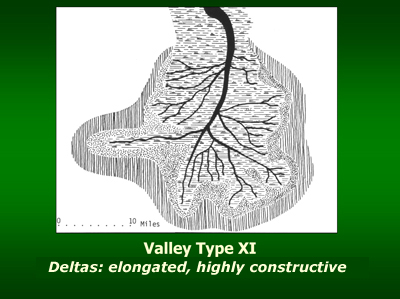 0 10 Miles
Valley Type XI
Deltas: elongated, highly constructive